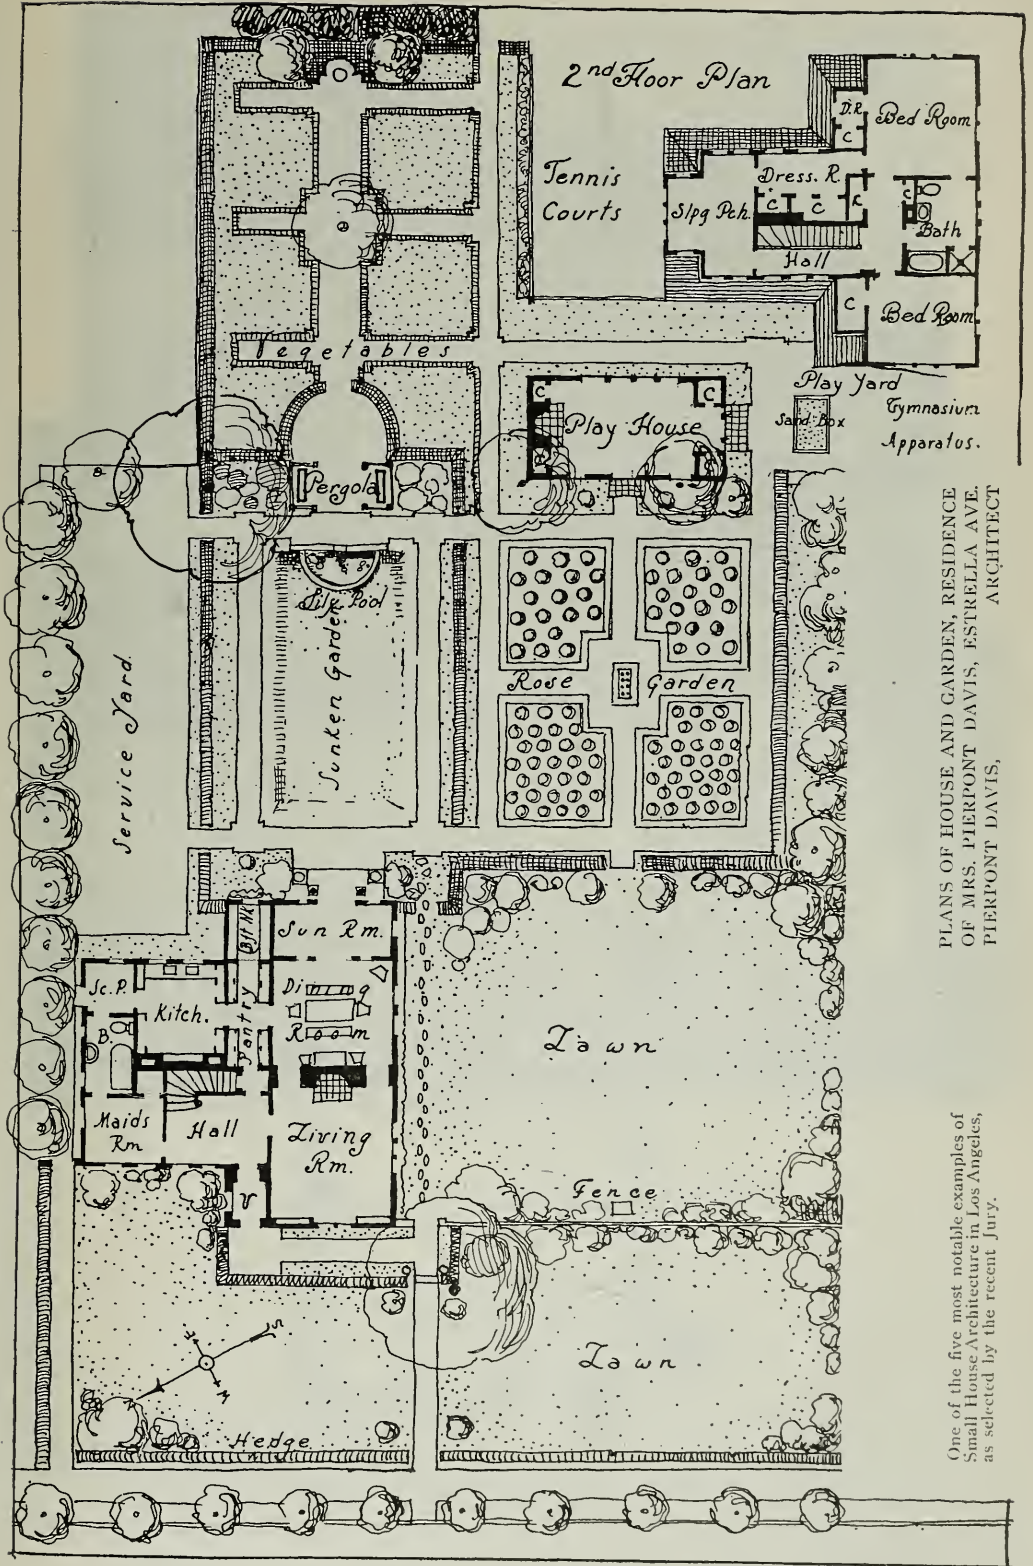 2nd Floor Plan
D.R.
C
Bed Room
Tennis
Courts
Dress. R.
Slpg Pch.
C
C
C
Bath
Hall
C
Bed Room
Vegetables
C
C
Play House
Play Yard
Sand Box
Gymnasium
Apparatus.
Pergola
Lily Pool
Sunken Garden
Service Yard
Rose Garden
Sun Rm.
Sc.P.
Kitch.
B.
Pantry
Dining
Room
Maids
Rm
Hall
Living
Rm.
V
Lawn
Fence
Lawn
S
E
W
Hedge
PLANS OF HOUSE AND GARDEN, RESIDENCE
OF MRS. PIERPONT DAVIS, ESTRELLA AVE.
PIERPONT DAVIS, ARCHITECT
One of the five most notable examples of
Small House Architecture in Los Angeles,
as selected by the recent Jury.